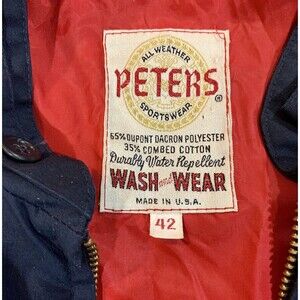 ALL WEATHER
PETERS
®
SPORTSWEAR
65% DUPONT DACRON POLYESTER
35% COMBED COTTON
Durably Water Repellent
WASH and WEAR
MADE IN U.S.A.
42